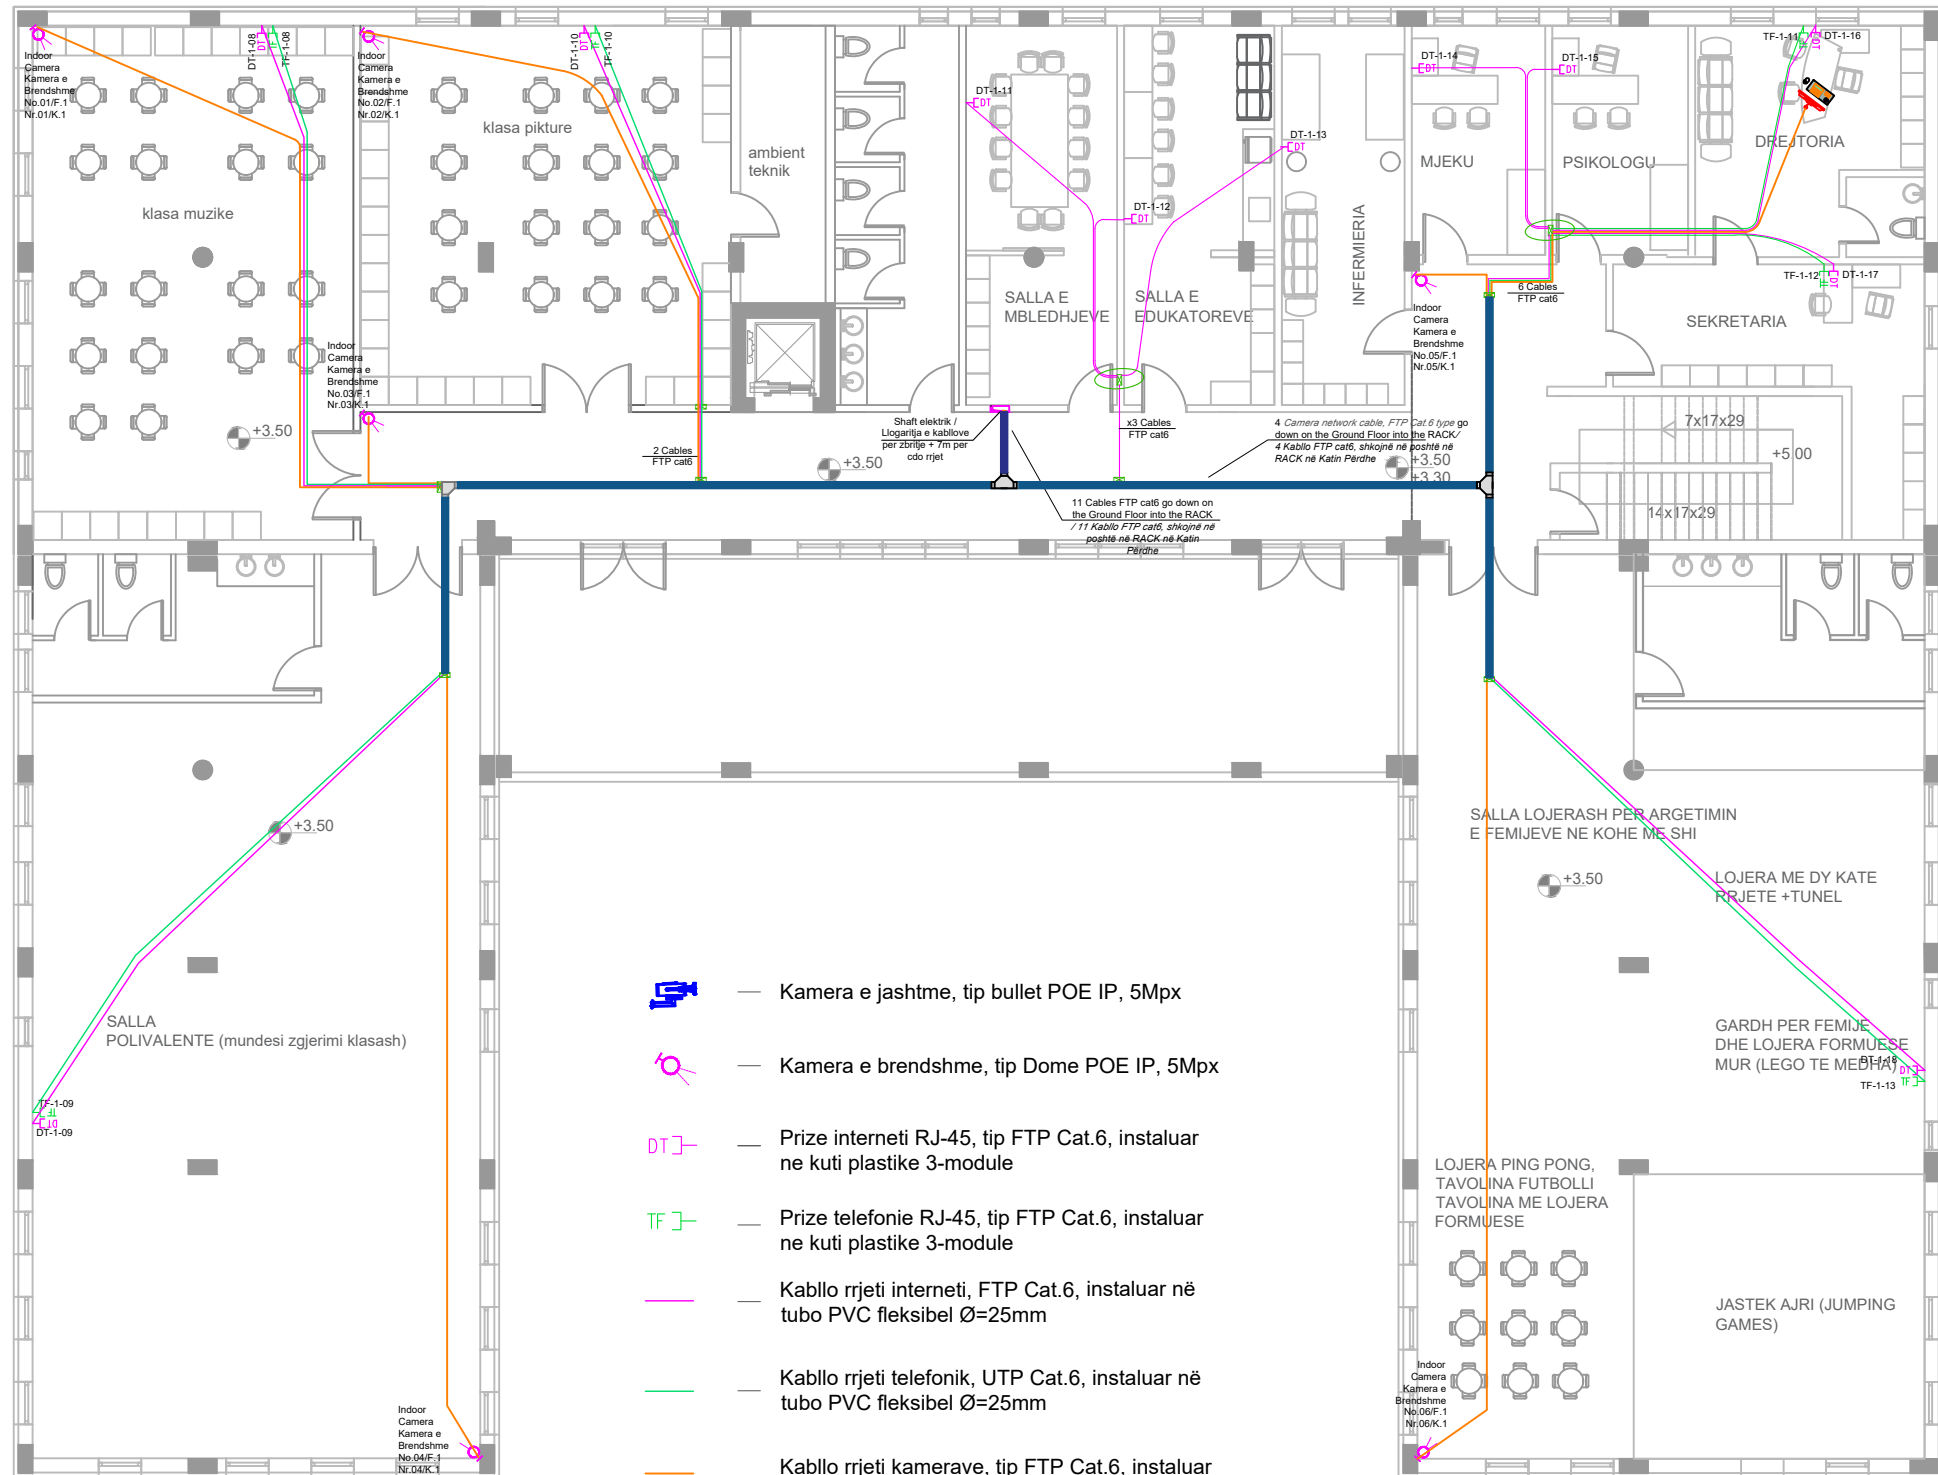 Indoor
Camera
Kamera e
Brendshme
No.01/F.1
Nr.01/K.1
DT-1-08
DT
TF
TF-1-08
Indoor
Camera
Kamera e
Brendshme
No.02/F.1
Nr.02/K.1
DT-1-10
DT
TF
TF-1-10
klasa pikture
klasa muzike
ambient
teknik
DT-1-11
DT
DT-1-12
DT
DT-1-13
DT
SALLA E
MBLEDHJEVE
SALLA E
EDUKATOREVE
INFERMIERIA
DT-1-14
DT
DT-1-15
DT
TF-1-11
TF
DT
DT-1-16
MJEKU
PSIKOLOGU
DREJTORIA
TF-1-12
TF
DT
DT-1-17
6 Cables
FTP cat6
SEKRETARIA
Indoor
Camera
Kamera e
Brendshme
No.05/F.1
Nr.05/K.1
Indoor
Camera
Kamera e
Brendshme
No.03/F.1
Nr.03/K.1
+3.50
2 Cables
FTP cat6
Shaft elektrik /
Llogaritja e kabllove
per zbritje + 7m per
cdo rrjet
+3.50
x3 Cables
FTP cat6
4 Camera network cable, FTP Cat.6 type go
down on the Ground Floor into the RACK/
4 Kabllo FTP cat6, shkojnë në poshtë në
RACK në Katin Përdhe
+3.50
+3.30
7x17x29
+5.00
14x17x29
11 Cables FTP cat6 go down on
the Ground Floor into the RACK
/ 11 Kabllo FTP cat6, shkojnë në
poshtë në RACK në Katin
Përdhe
+3.50
SALLA LOJERASH PER ARGETIMIN
E FEMIJEVE NE KOHE ME SHI
+3.50
LOJERA ME DY KATE
RRJETE +TUNEL
SALLA
POLIVALENTE (mundesi zgjerimi klasash)
GARDH PER FEMIJE
DHE LOJERA FORMUESE
MUR (LEGO TE MEDHA)
DT-1-18
DT
TF-1-13
TF
TF-1-09
TF
DT
DT-1-09
LOJERA PING PONG,
TAVOLINA FUTBOLLI
TAVOLINA ME LOJERA
FORMUESE
JASTEK AJRI (JUMPING
GAMES)
Indoor
Camera
Kamera e
Brendshme
No.06/F.1
Nr.06/K.1
Indoor
Camera
Kamera e
Brendshme
No.04/F.1
Nr.04/K.1
Kamera e jashtme, tip bullet POE IP, 5Mpx
Kamera e brendshme, tip Dome POE IP, 5Mpx
DT
Prize interneti RJ-45, tip FTP Cat.6, instaluar
ne kuti plastike 3-module
TF
Prize telefonie RJ-45, tip FTP Cat.6, instaluar
ne kuti plastike 3-module
Kabllo rrjeti interneti, FTP Cat.6, instaluar në
tubo PVC fleksibel Ø=25mm
Kabllo rrjeti telefonik, UTP Cat.6, instaluar në
tubo PVC fleksibel Ø=25mm
Kabllo rrjeti kamerave, tip FTP Cat.6, instaluar